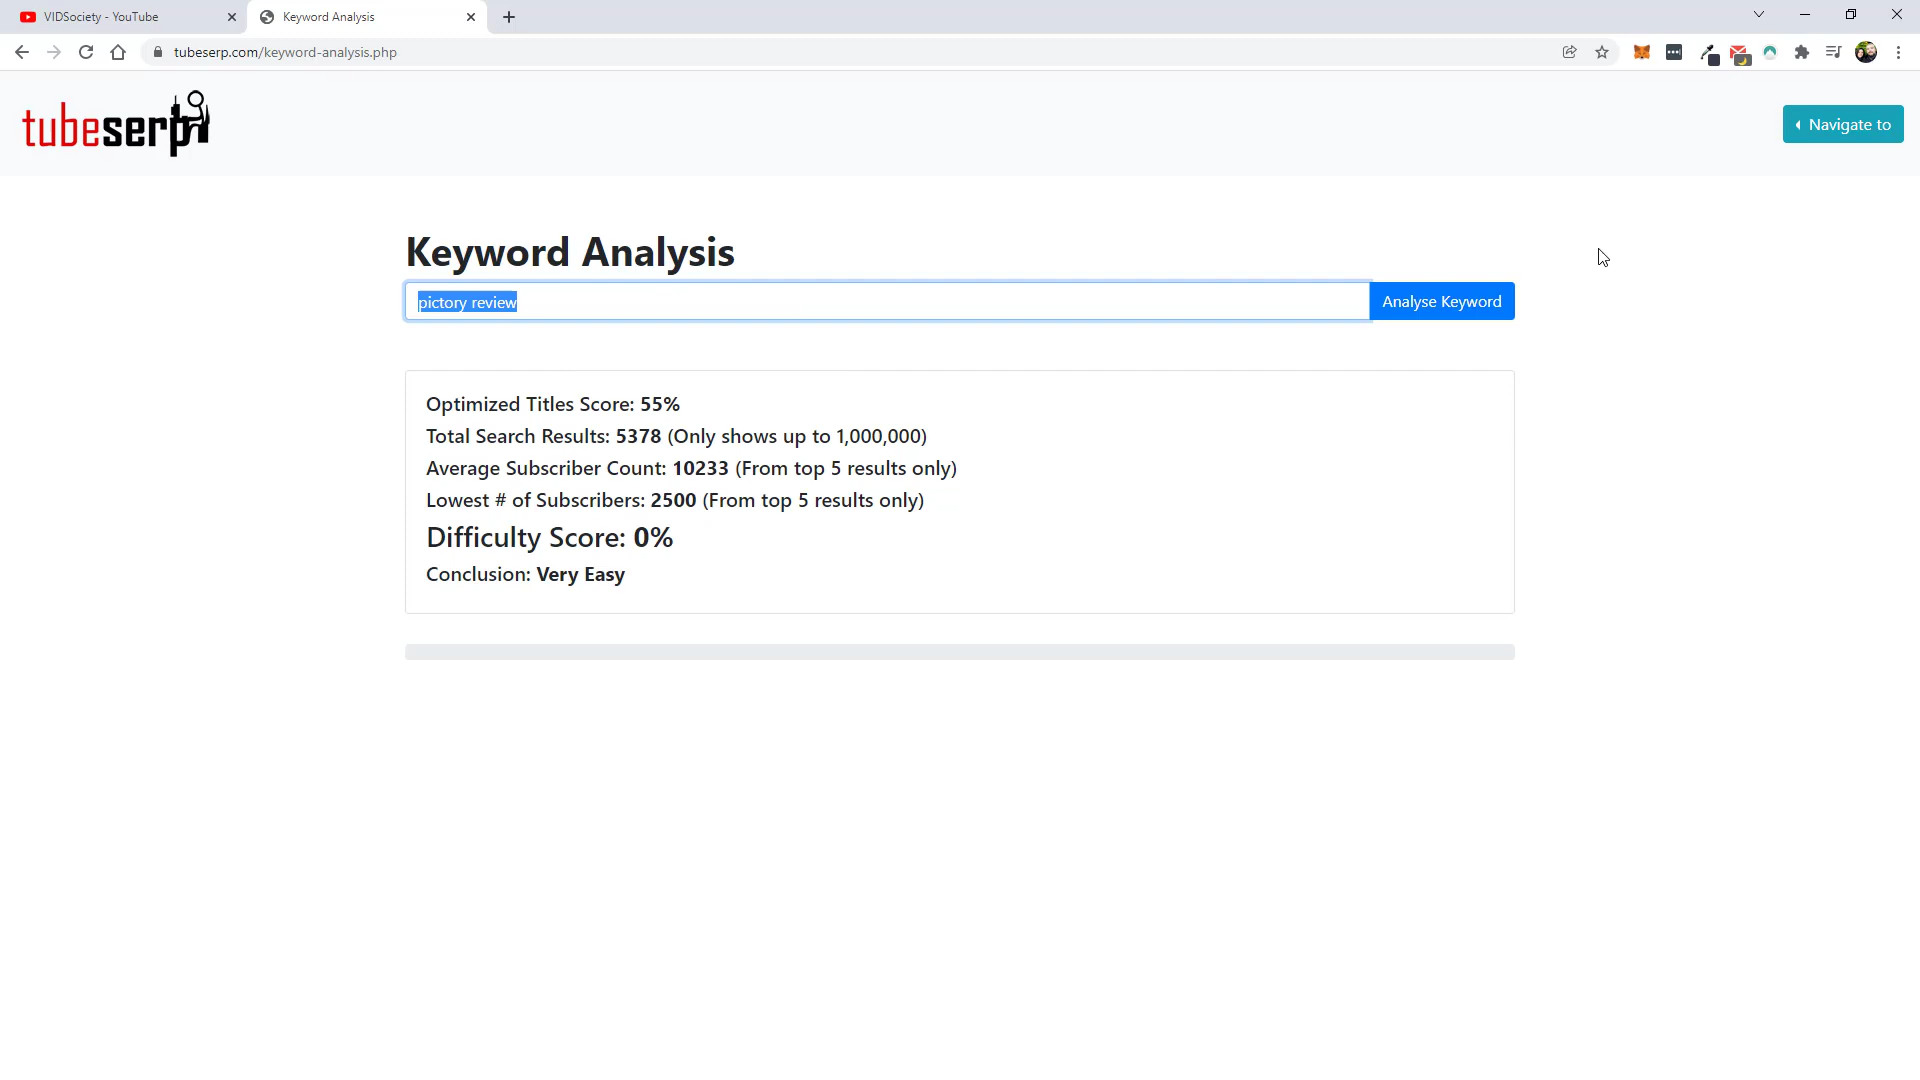 VIDSociety - YouTube
Keyword Analysis
tubeserp.com/keyword-analysis.php
tubeserp
Navigate to
Keyword Analysis
pictory review
Analyse Keyword
Optimized Titles Score: 55%
Total Search Results: 5378 (Only shows up to 1,000,000)
Average Subscriber Count: 10233 (From top 5 results only)
Lowest # of Subscribers: 2500 (From top 5 results only)
Difficulty Score: 0%
Conclusion: Very Easy